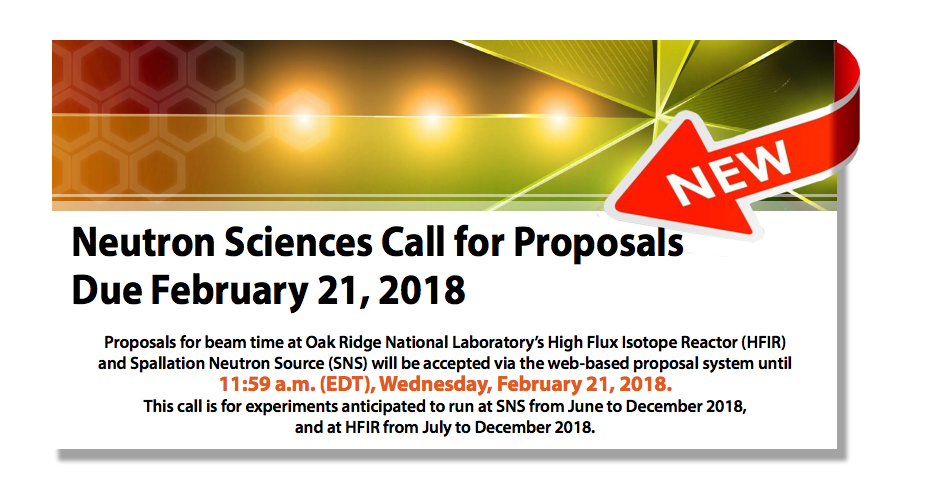 NEW
Neutron Sciences Call for Proposals
Due February 21, 2018
Proposals for beam time at Oak Ridge National Laboratory’s High Flux Isotope Reactor (HFIR)
and Spallation Neutron Source (SNS) will be accepted via the web-based proposal system until
11:59 a.m. (EDT), Wednesday, February 21, 2018.
This call is for experiments anticipated to run at SNS from June to December 2018,
and at HFIR from July to December 2018.